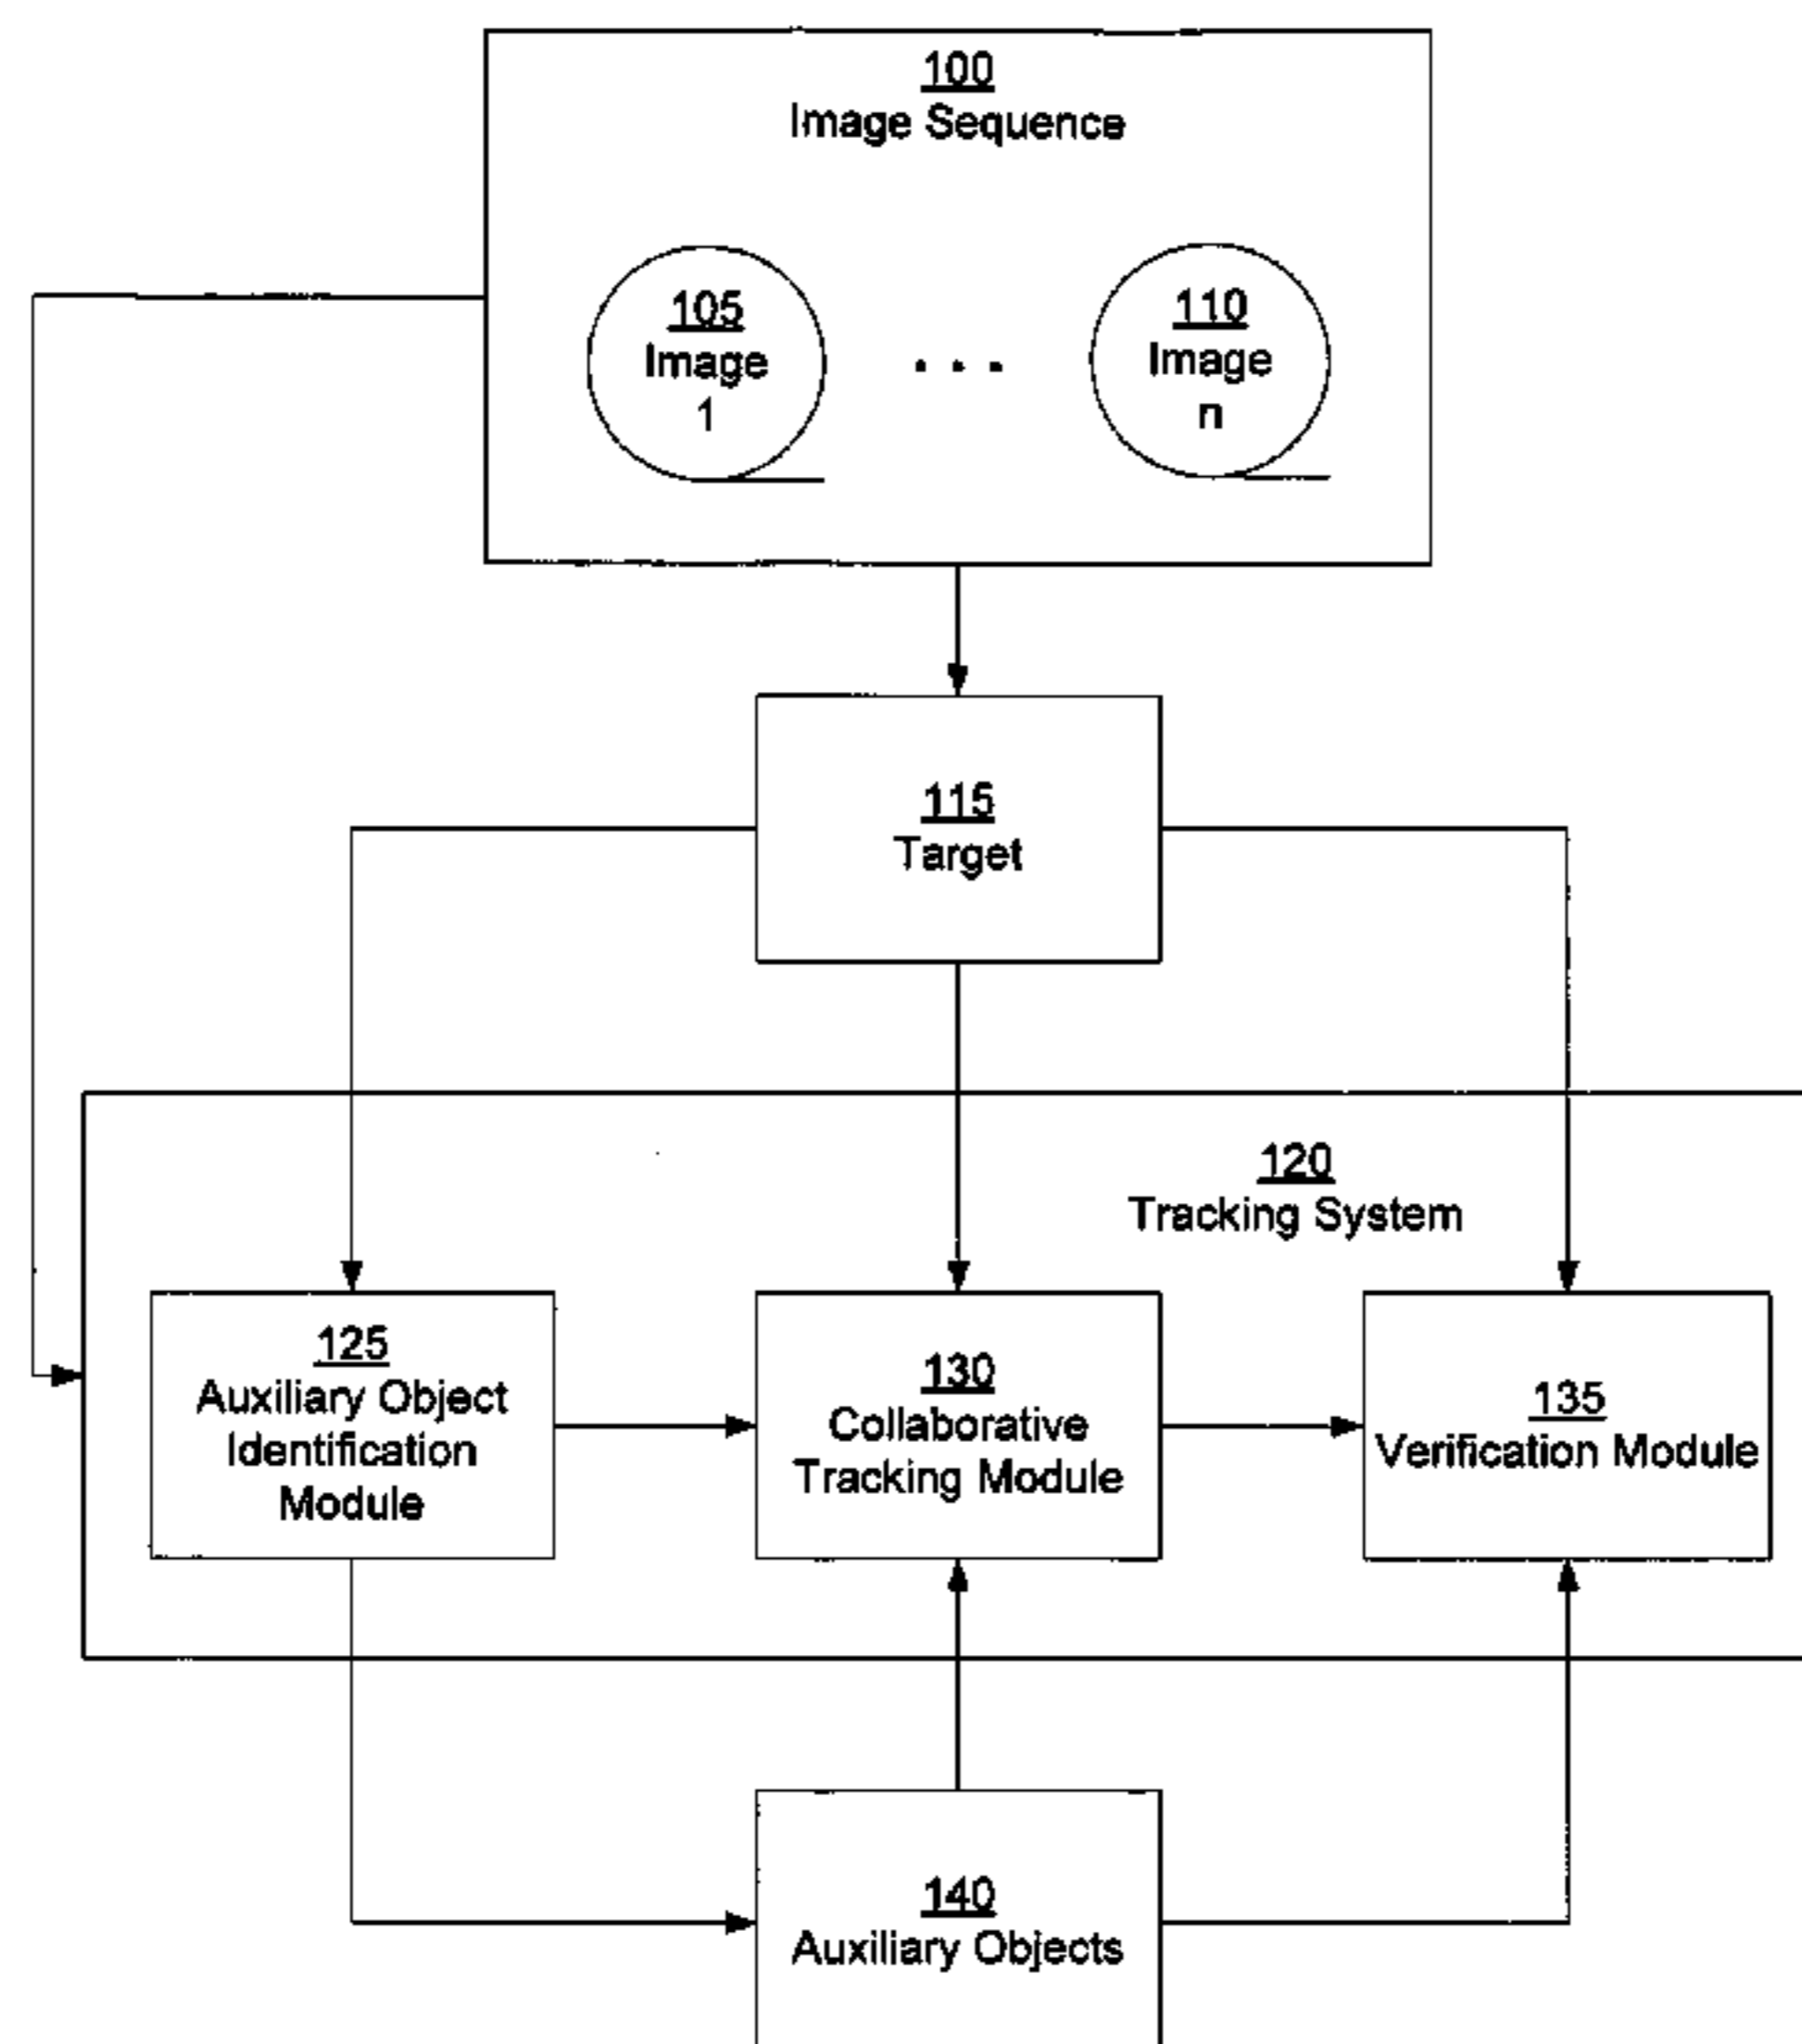 100
Image Sequence
105
Image
1
. . .
110
Image
n
115
Target
120
Tracking System
125
Auxiliary Object
Identification
Module
130
Collaborative
Tracking Module
135
Verification Module
140
Auxiliary Objects